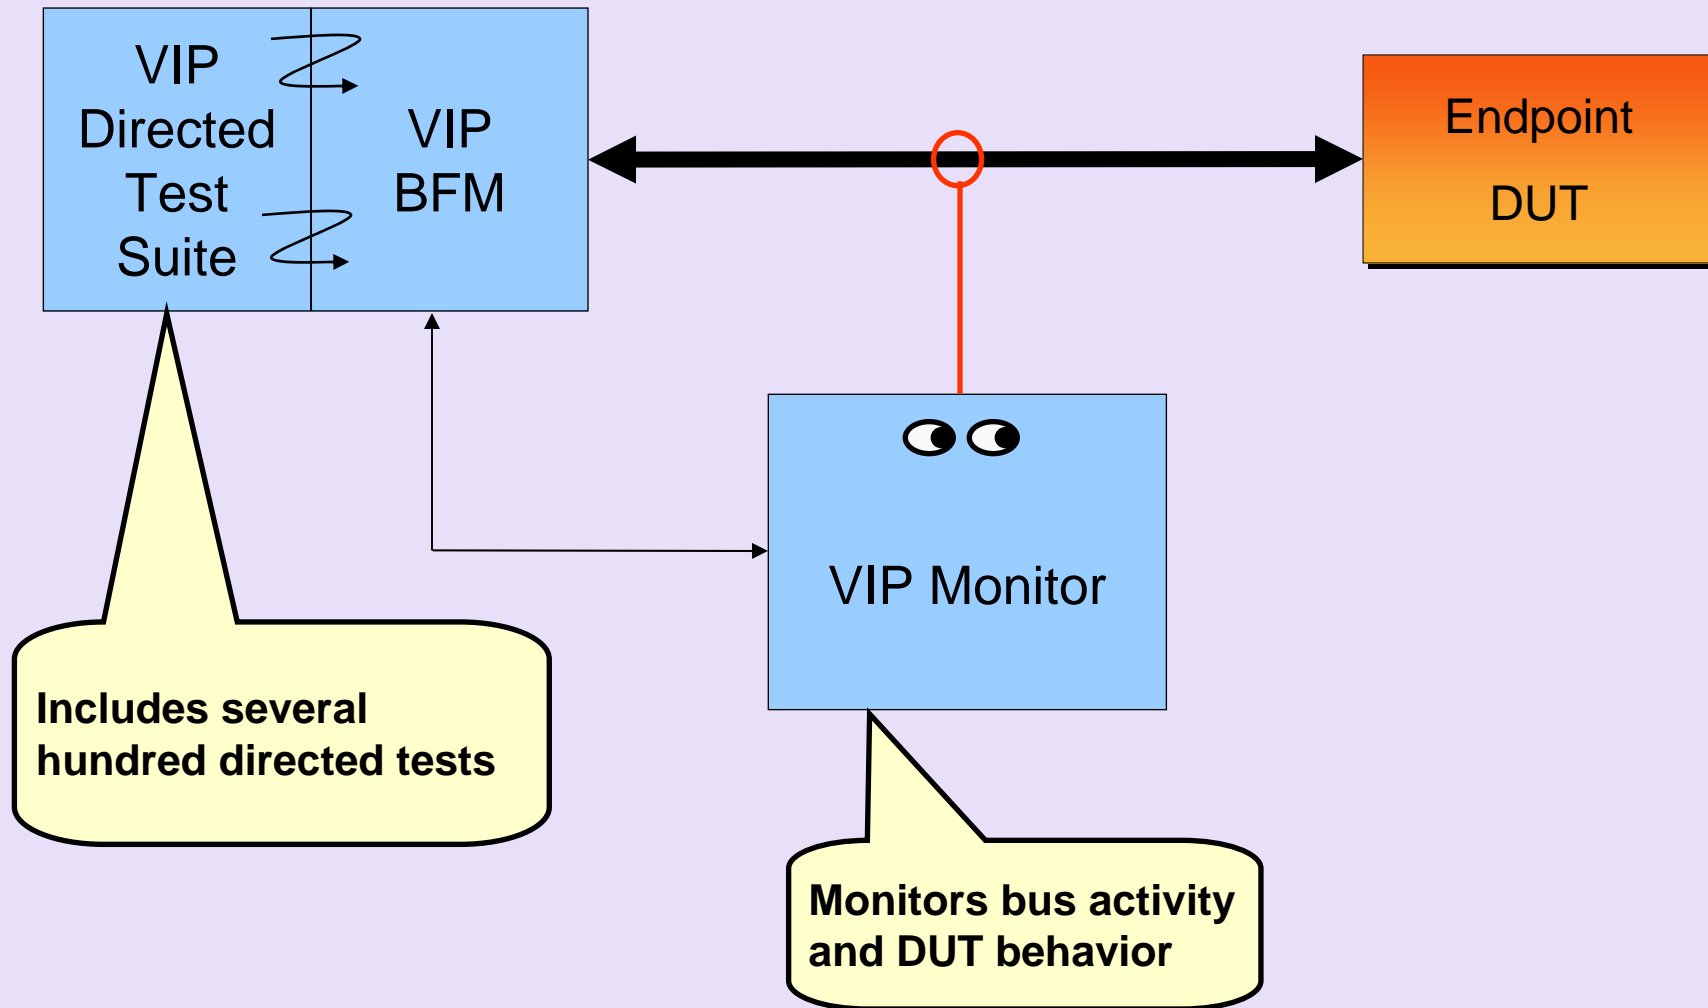 VIP
Directed
Test
Suite
VIP
BFM
Endpoint
DUT
VIP Monitor
Includes several
hundred directed tests
Monitors bus activity
and DUT behavior